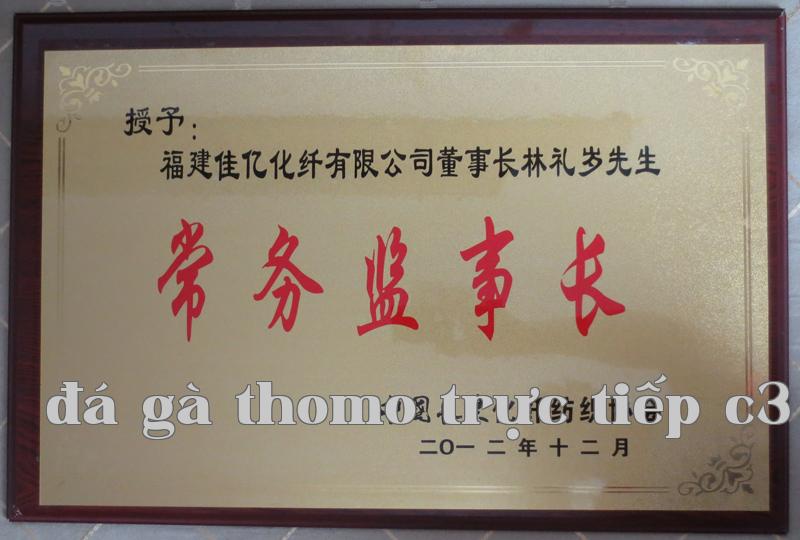 授予：
福建佳亿化纤有限公司董事长林礼岁先生
常务监事长
đá gà thomo trực tiếp c3
二〇一二年十二月